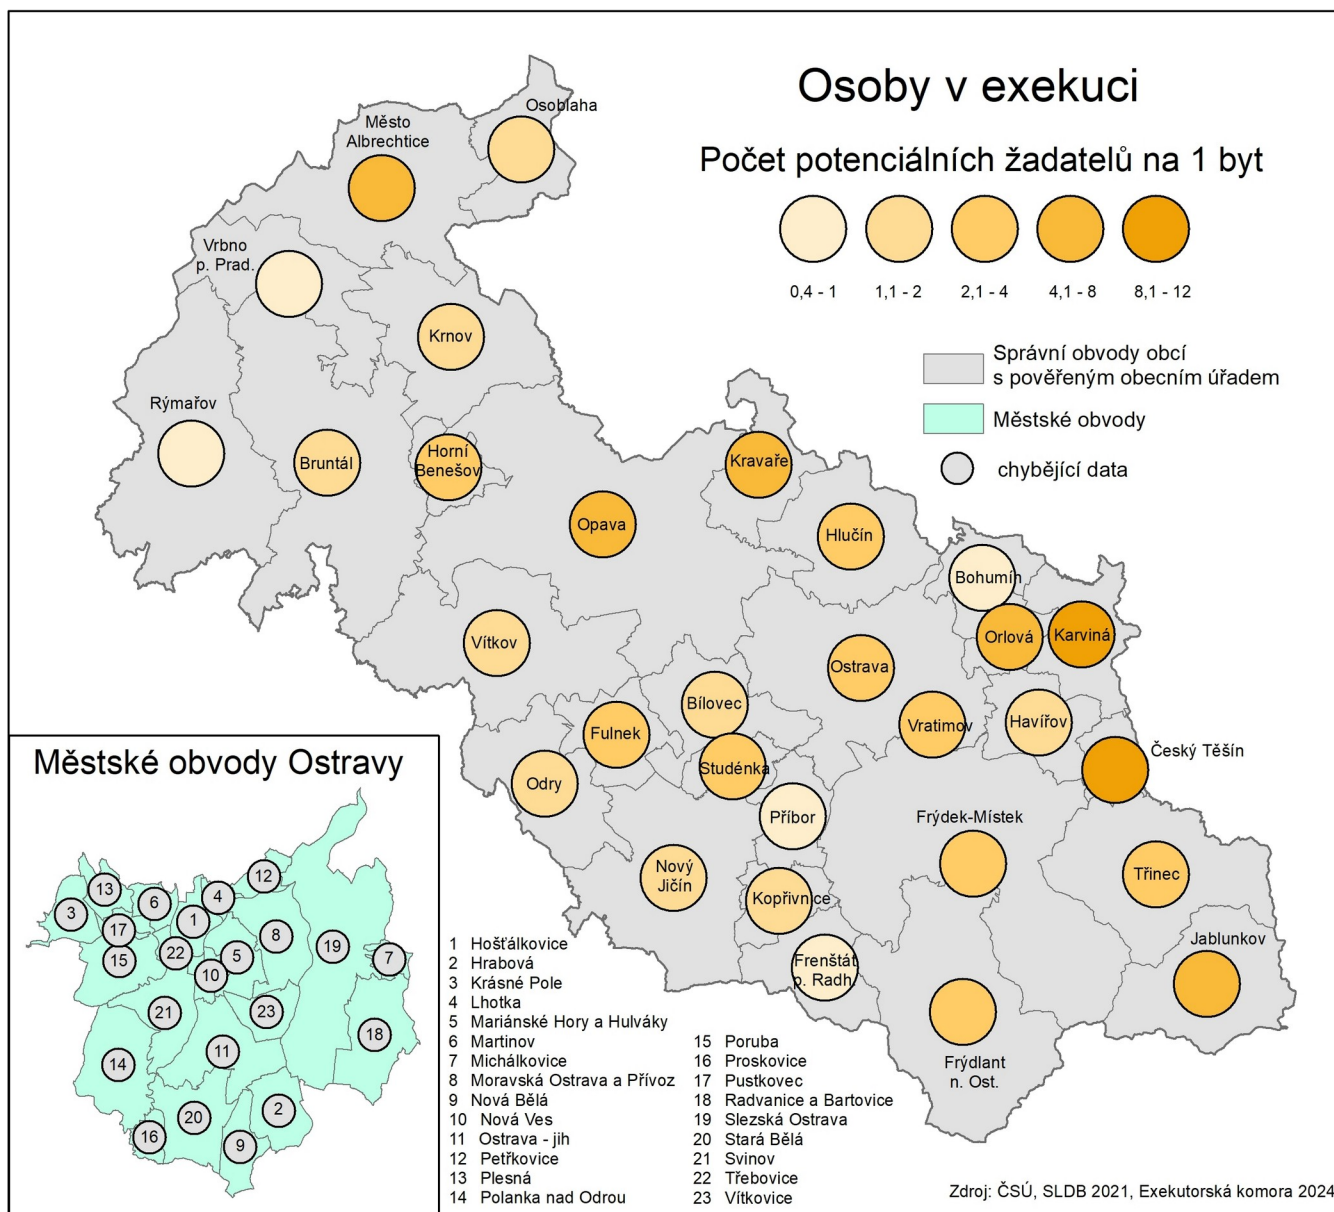 Osoby v exekuci
Počet potenciálních žadatelů na 1 byt
0,4 - 1
1,1 - 2
2,1 - 4
4,1 - 8
8,1 - 12
Správní obvody obcí
s pověřeným obecním úřadem
Městské obvody
chybějící data
Osoblaha
Město
Albrechtice
Vrbno
p. Prad.
Krnov
Rýmařov
Bruntál
Horní
Benešov
Kravaře
Opava
Hlučín
Bohumín
Orlová
Karviná
Vítkov
Ostrava
Bílovec
Vratimov
Havířov
Fulnek
Studénka
Český Těšín
Odry
Příbor
Frýdek-Místek
Nový
Jičín
Kopřivnice
Třinec
Frenštát
p. Radh.
Jablunkov
Frýdlant
n. Ost.
Městské obvody Ostravy
12
13
4
6
3
1
17
8
22
5
19
15
10
7
21
23
18
11
14
2
20
16
9
1 Hošťálkovice
2 Hrabová
3 Krásné Pole
4 Lhotka
5 Mariánské Hory a Hulváky
6 Martinov
7 Michálkovice
8 Moravská Ostrava a Přívoz
9 Nová Bělá
10 Nová Ves
11 Ostrava - jih
12 Petřkovice
13 Plesná
14 Polanka nad Odrou
15 Poruba
16 Proskovice
17 Pustkovec
18 Radvanice a Bartovice
19 Slezská Ostrava
20 Stará Bělá
21 Svinov
22 Třebovice
23 Vítkovice
Zdroj: ČSÚ, SLDB 2021, Exekutorská komora 2024